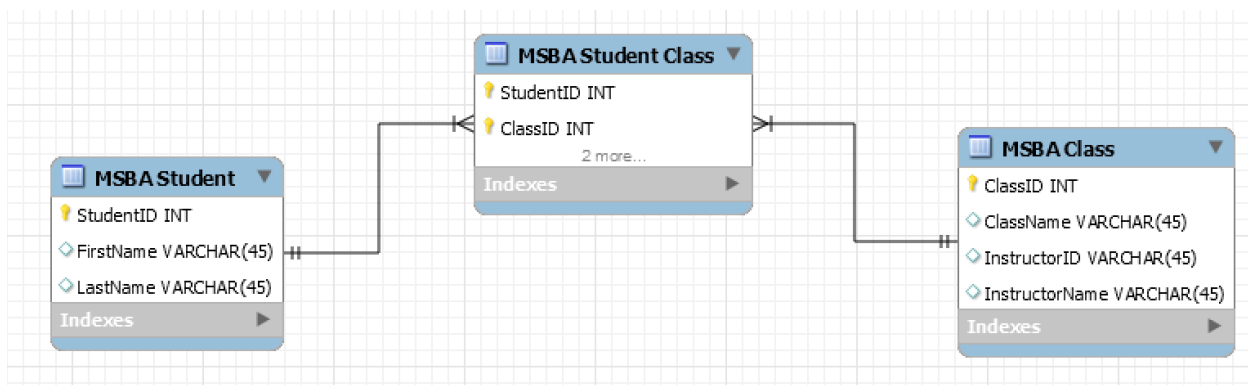 MSBA Student Class
StudentID INT
ClassID INT
2 more...
Indexes
MSBA Student
StudentID INT
FirstName VARCHAR(45)
LastName VARCHAR(45)
Indexes
MSBA Class
ClassID INT
ClassName VARCHAR(45)
InstructorID VARCHAR(45)
InstructorName VARCHAR(45)
Indexes